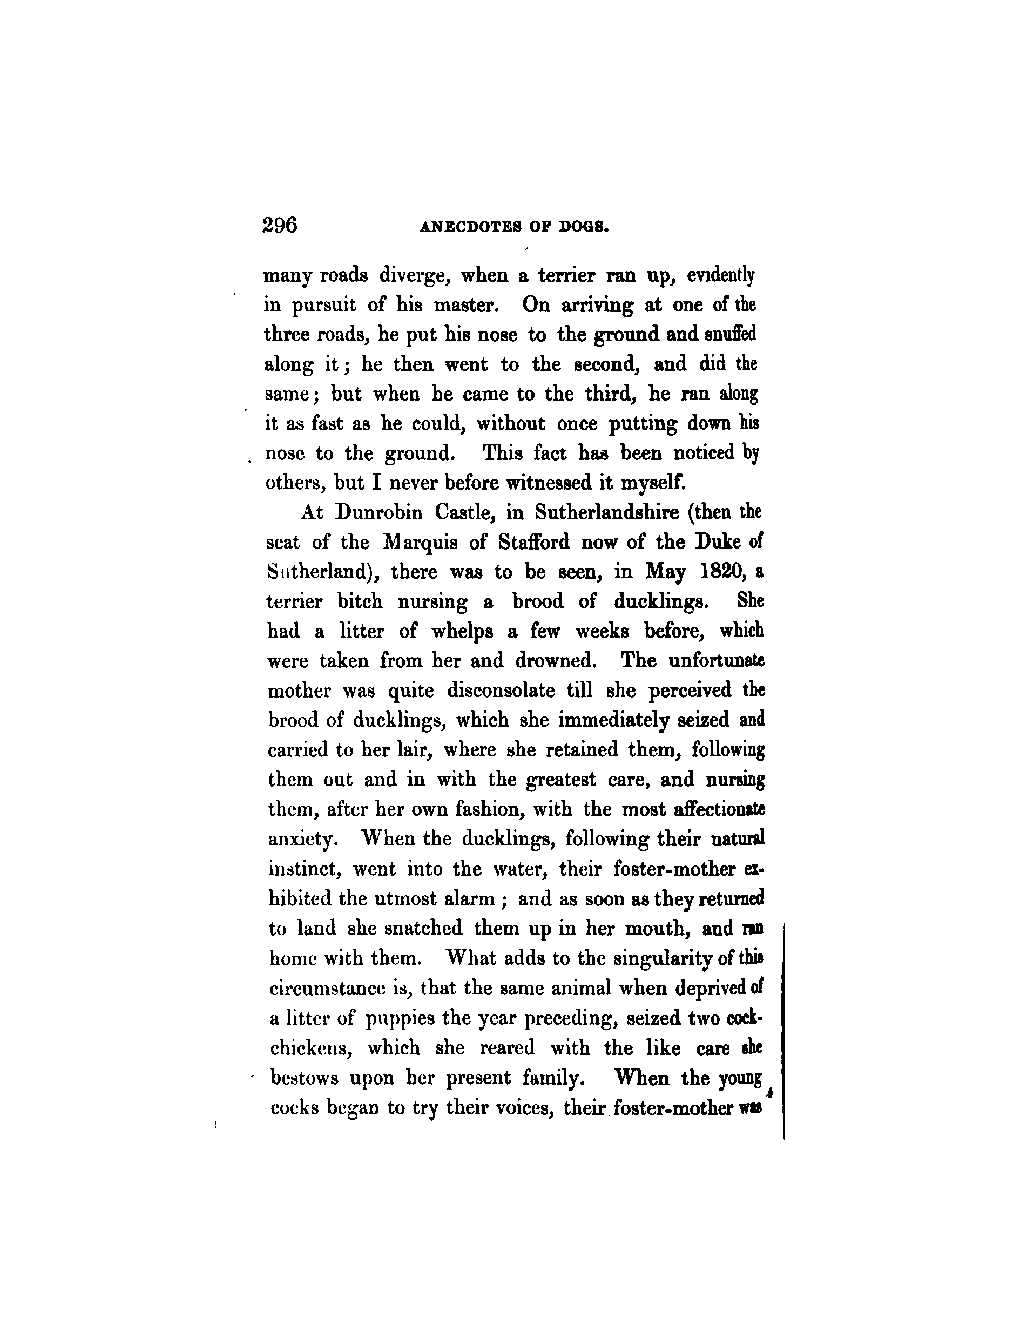 296 ANECDOTES OF DOGS.
many roads diverge, when a terrier ran up, evidently
in pursuit of his master. On arriving at one of the
three roads, he put his nose to the ground and snuffed
along it; he then went to the second, and did the
same; but when he came to the third, he ran along
it as fast as he could, without once putting down his
nose to the ground. This fact has been noticed by
others, but I never before witnessed it myself.
At Dunrobin Castle, in Sutherlandshire (then the
seat of the Marquis of Stafford now of the Duke of
Sutherland), there was to be seen, in May 1820, a
terrier bitch nursing a brood of ducklings. She
had a litter of whelps a few weeks before, which
were taken from her and drowned. The unfortunate
mother was quite disconsolate till she perceived the
brood of ducklings, which she immediately seized and
carried to her lair, where she retained them, following
them out and in with the greatest care, and nursing
them, after her own fashion, with the most affectionate
anxiety. When the ducklings, following their natural
instinct, went into the water, their foster-mother ex-
hibited the utmost alarm; and as soon as they returned
to land she snatched them up in her mouth, and ran
home with them. What adds to the singularity of this
circumstance is, that the same animal when deprived of
a litter of puppies the year preceding, seized two cock-
chickens, which she reared with the like care she
bestows upon her present family. When the young
cocks began to try their voices, their foster-mother was